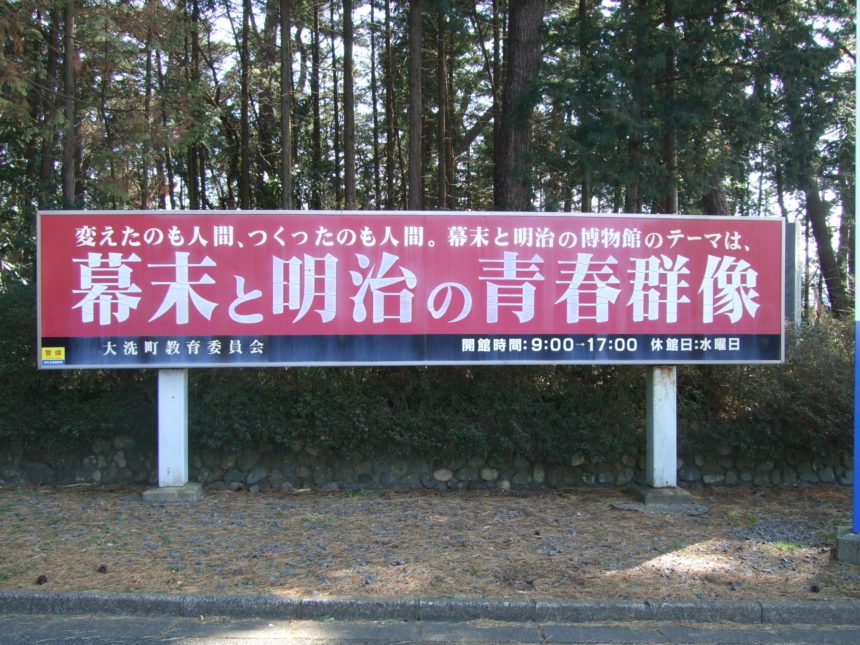 変えたのも人間、つくったのも人間。幕末と明治の博物館のテーマは、
幕末と明治の青春群像
大洗町教育委員会 開館時間:9:00→17:00 休館日:水曜日
警備